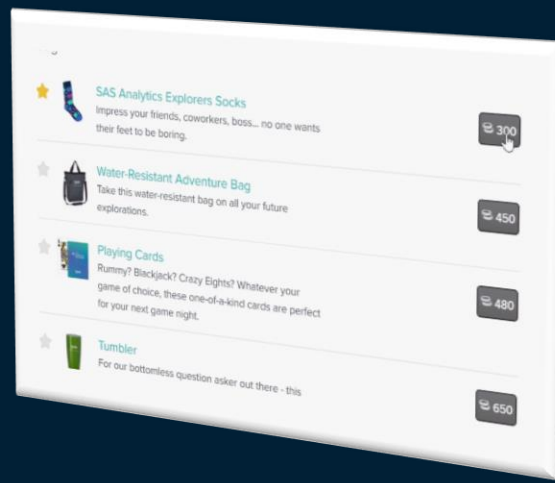 SAS Analytics Explorers Socks
Impress your friends, coworkers, boss... no one wants
their feet to be boring.
300
Water-Resistant Adventure Bag
Take this water-resistant bag on all your future
explorations.
450
Playing Cards
Rummy? Blackjack? Crazy Eights? Whatever your
game of choice, these one-of-a-kind cards are perfect
for your next game night.
480
Tumbler
For our bottomless question asker out there - this
650